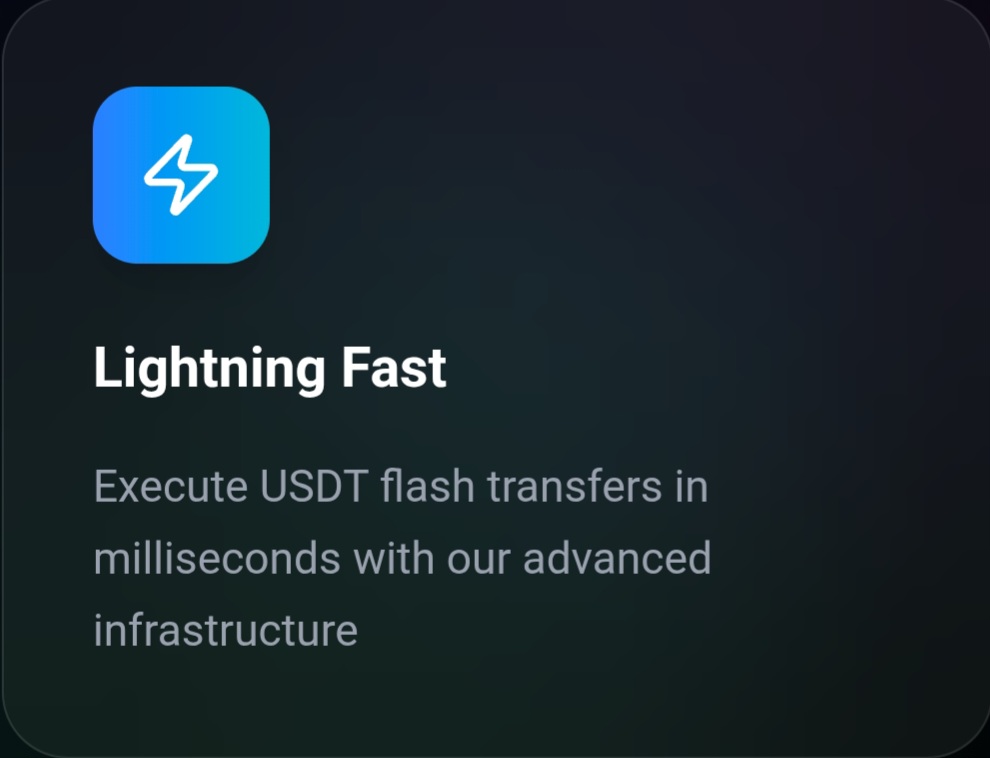 Lightning Fast
Execute USDT flash transfers in
milliseconds with our advanced
infrastructure